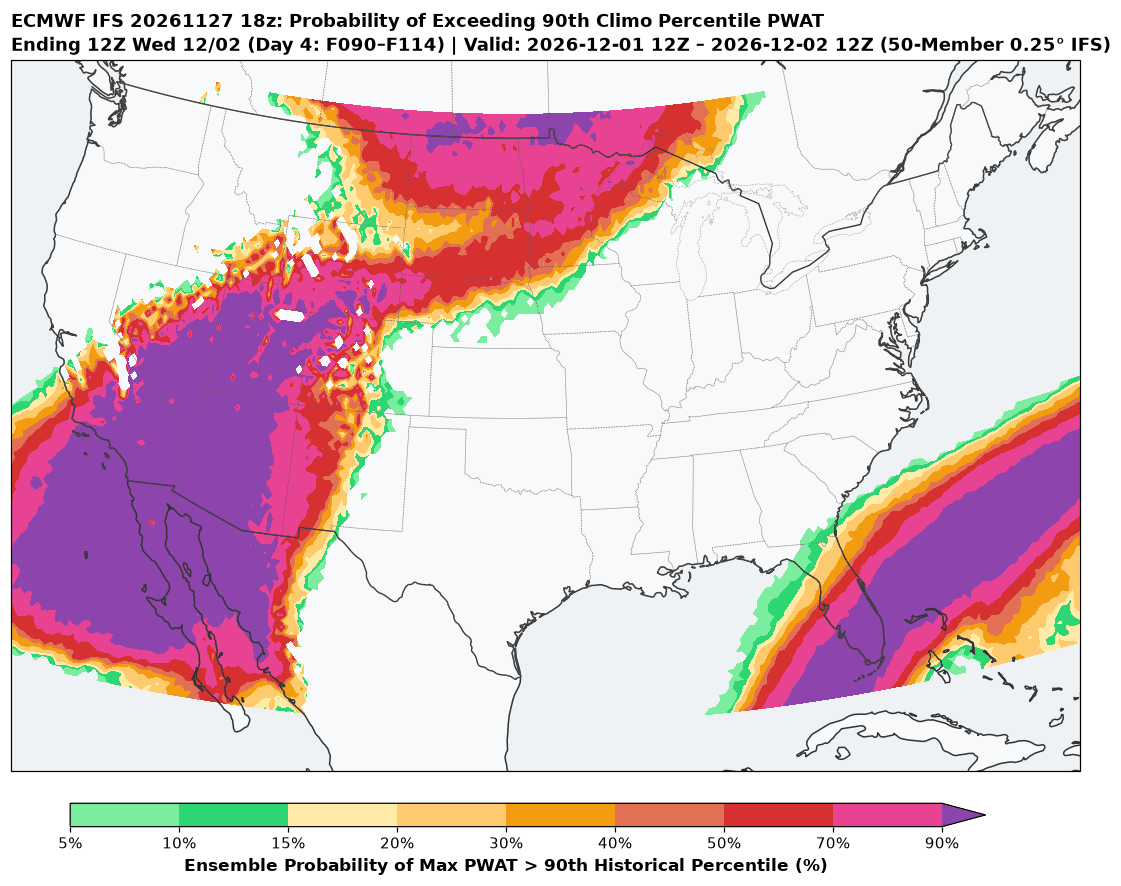 ECMWF IFS 20261127 18z: Probability of Exceeding 90th Climo Percentile PWAT
Ending 12Z Wed 12/02 (Day 4: F090–F114) | Valid: 2026-12-01 12Z – 2026-12-02 12Z (50-Member 0.25° IFS)
5% 10% 15% 20% 30% 40% 50% 70% 90%
Ensemble Probability of Max PWAT > 90th Historical Percentile (%)